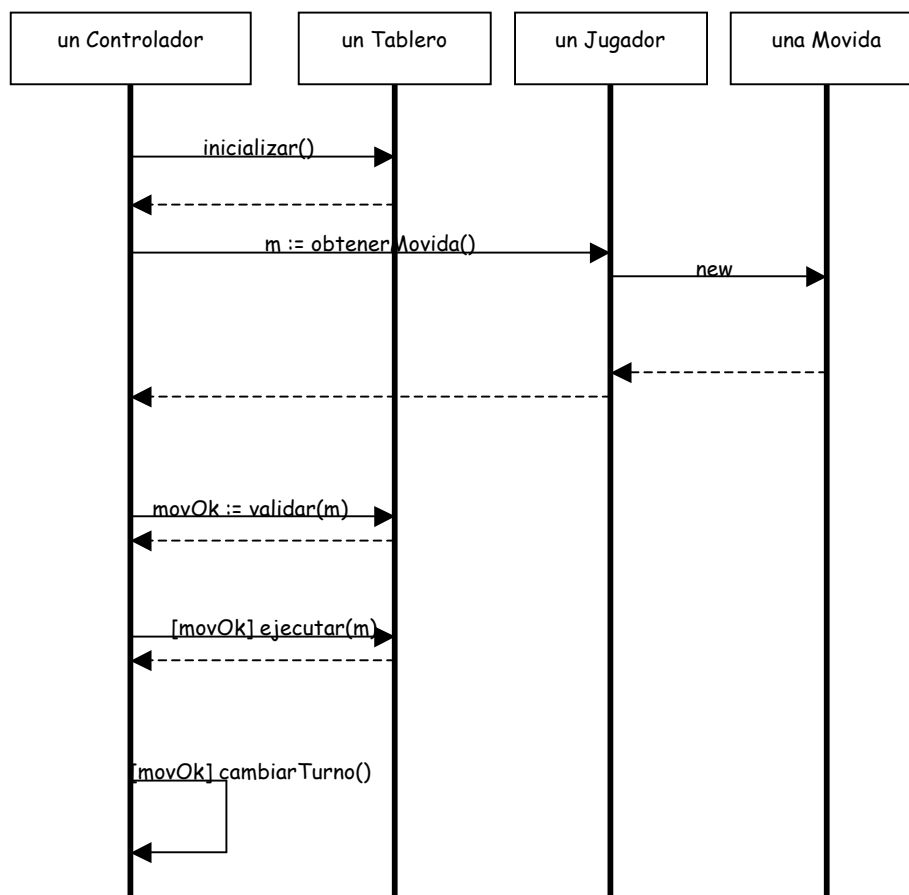 un Controlador
un Tablero
un Jugador
una Movida
inicializar()
m := obtenerMovida()
new
movOk := validar(m)
[movOk] ejecutar(m)
[movOk] cambiarTurno()